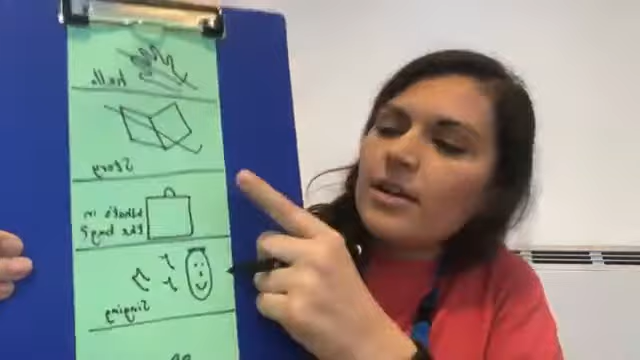 hello
Story
What's in
the bag?
Singing